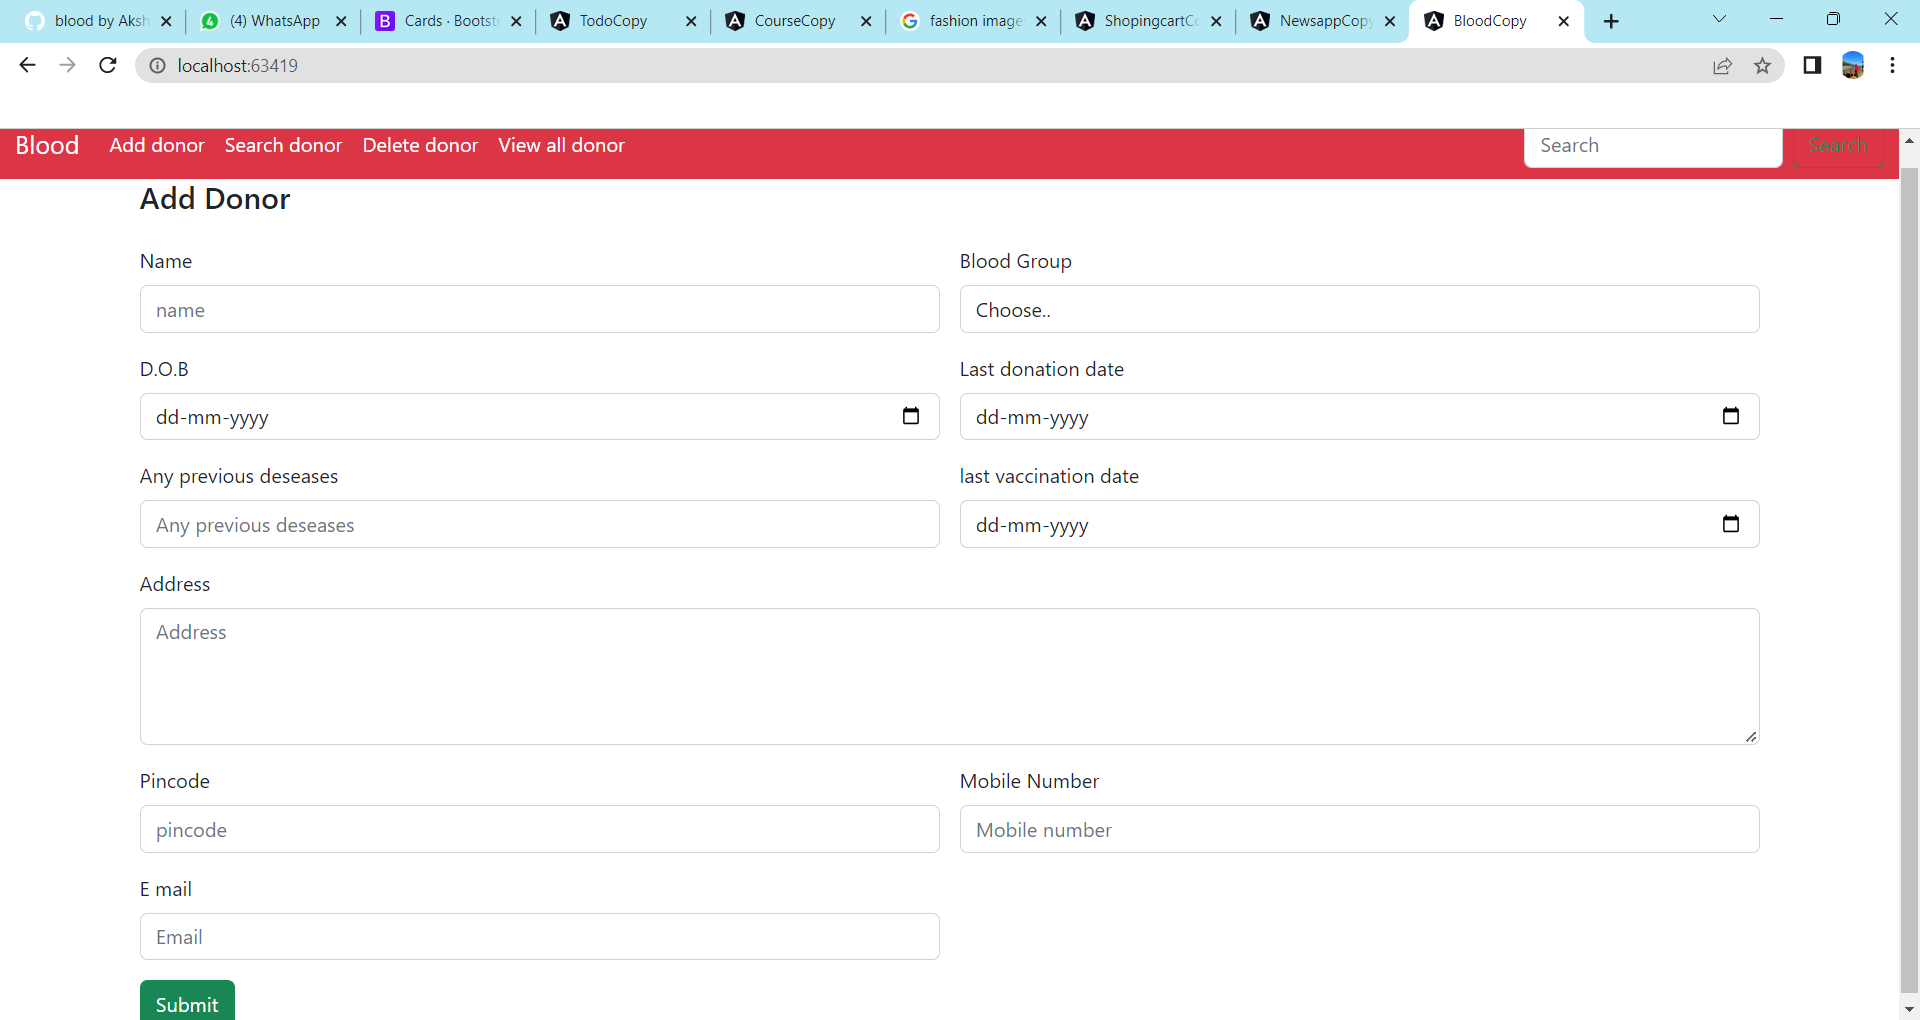 blood by Aksh
(4) WhatsApp
Cards · Bootst
TodoCopy
CourseCopy
fashion image
ShopingcartCo
NewsappCopy
BloodCopy
localhost:63419
Blood Add donor Search donor Delete donor View all donor Search Search
Add Donor
Name Blood Group
name Choose..
D.O.B Last donation date
dd-mm-yyyy dd-mm-yyyy
Any previous deseases last vaccination date
Any previous deseases dd-mm-yyyy
Address
Address
Pincode Mobile Number
pincode Mobile number
E mail
Email
Submit